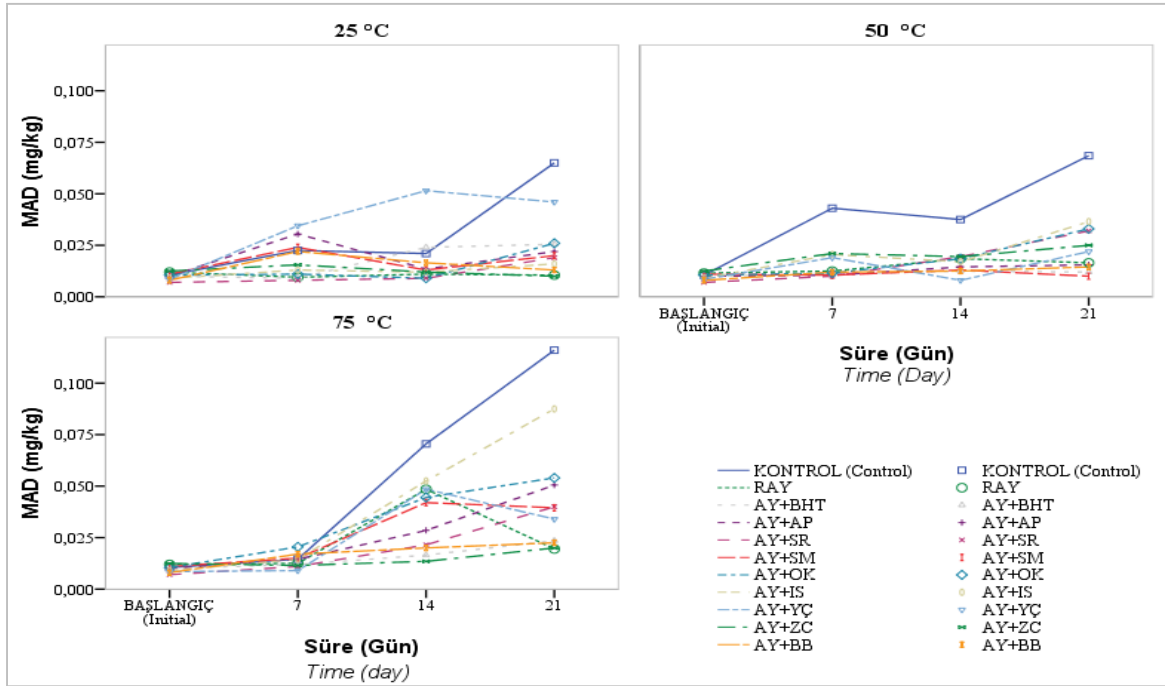 25 °C
50 °C
MAD (mg/kg)
0,100
0,075
0,050
0,025
0,000
BAŞLANGIÇ
(Initial)
7
14
21
Süre (Gün)
Time (Day)
75 °C
MAD (mg/kg)
0,100
0,075
0,050
0,025
0,000
BAŞLANGIÇ
(Initial)
7
14
21
Süre (Gün)
Time (day)
KONTROL (Control) KONTROL (Control)
RAY RAY
AY+BHT AY+BHT
AY+AP AY+AP
AY+SR AY+SR
AY+SM AY+SM
AY+OK AY+OK
AY+IS AY+IS
AY+YÇ AY+YÇ
AY+ZC AY+ZC
AY+BB AY+BB